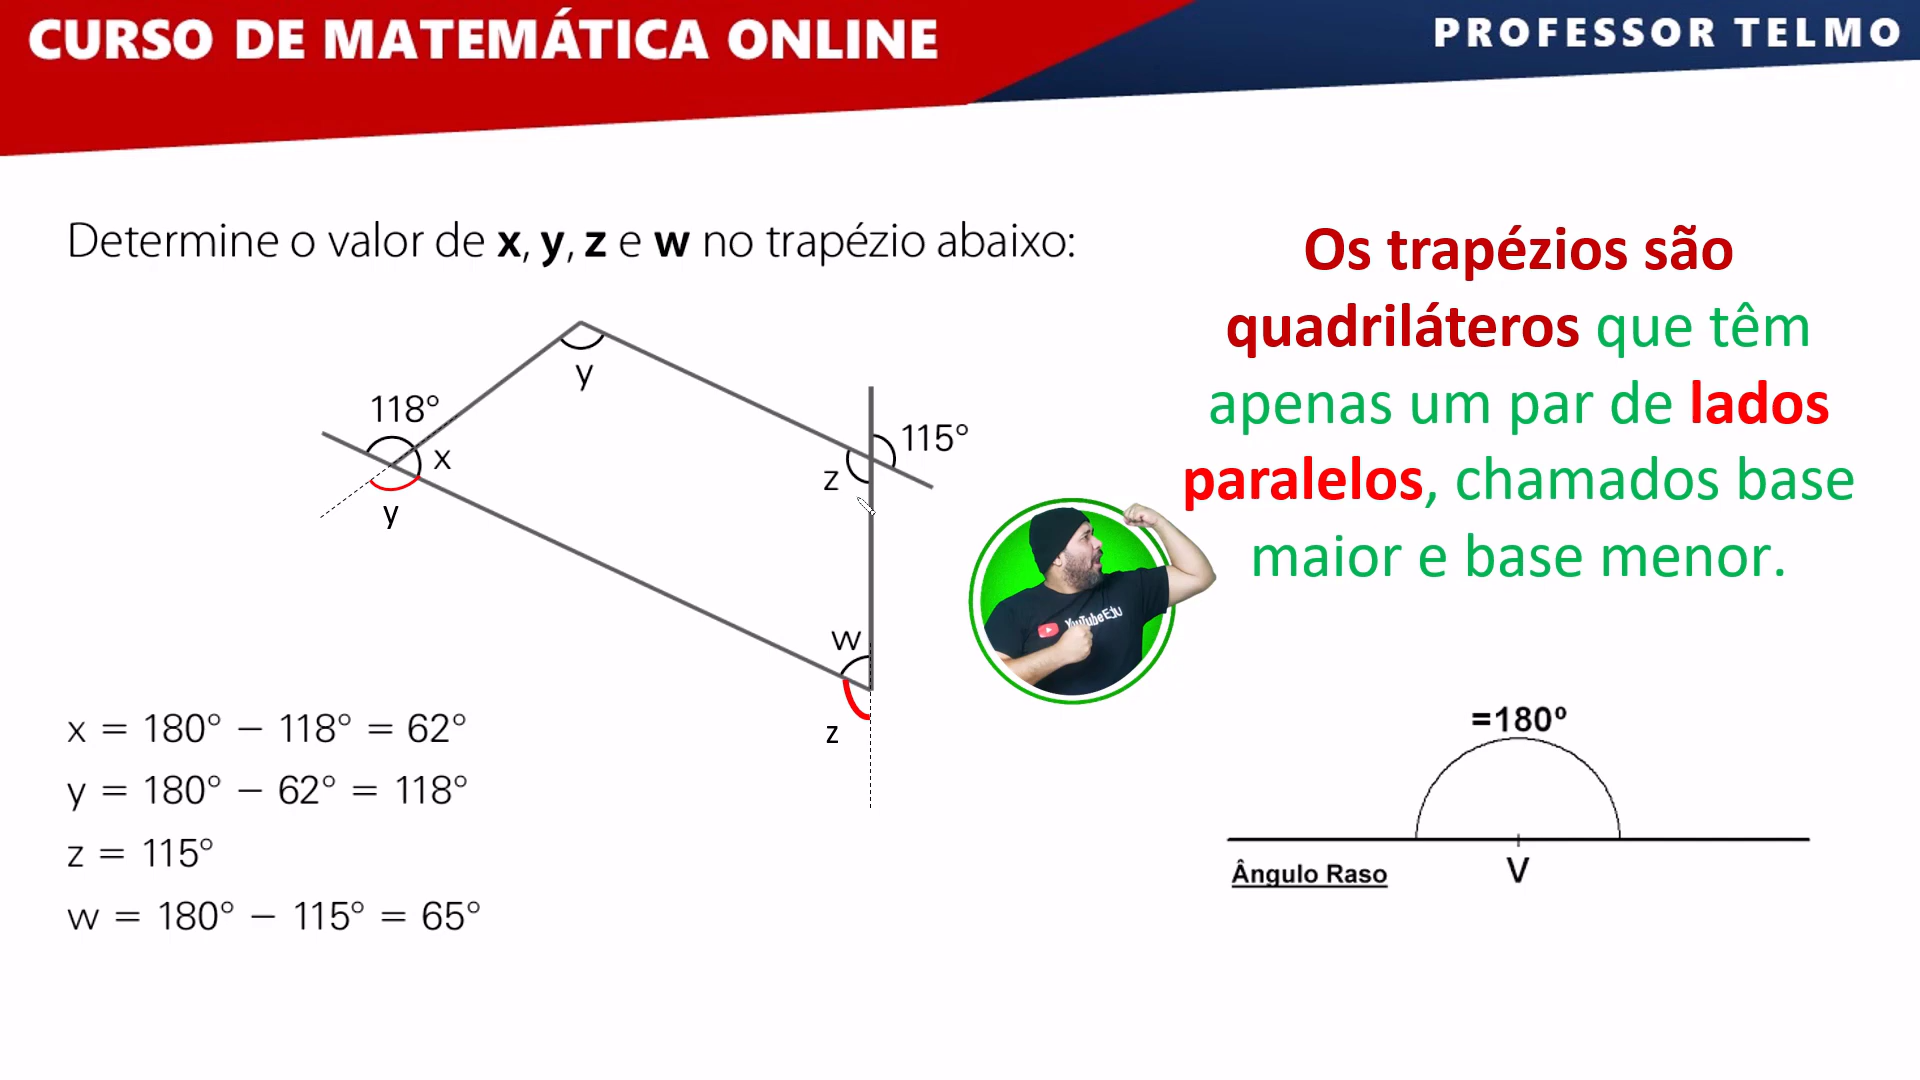 CURSO DE MATEMÁTICA ONLINE
PROFESSOR TELMO
Determine o valor de x, y, z e w no trapézio abaixo:
y
118°
x
y
115°
z
w
z
x = 180° − 118° = 62°
y = 180° − 62° = 118°
z = 115°
w = 180° − 115° = 65°
Os trapézios são
quadriláteros que têm
apenas um par de lados
paralelos, chamados base
maior e base menor.
YouTubeEdu
=180º
V
Ângulo Raso